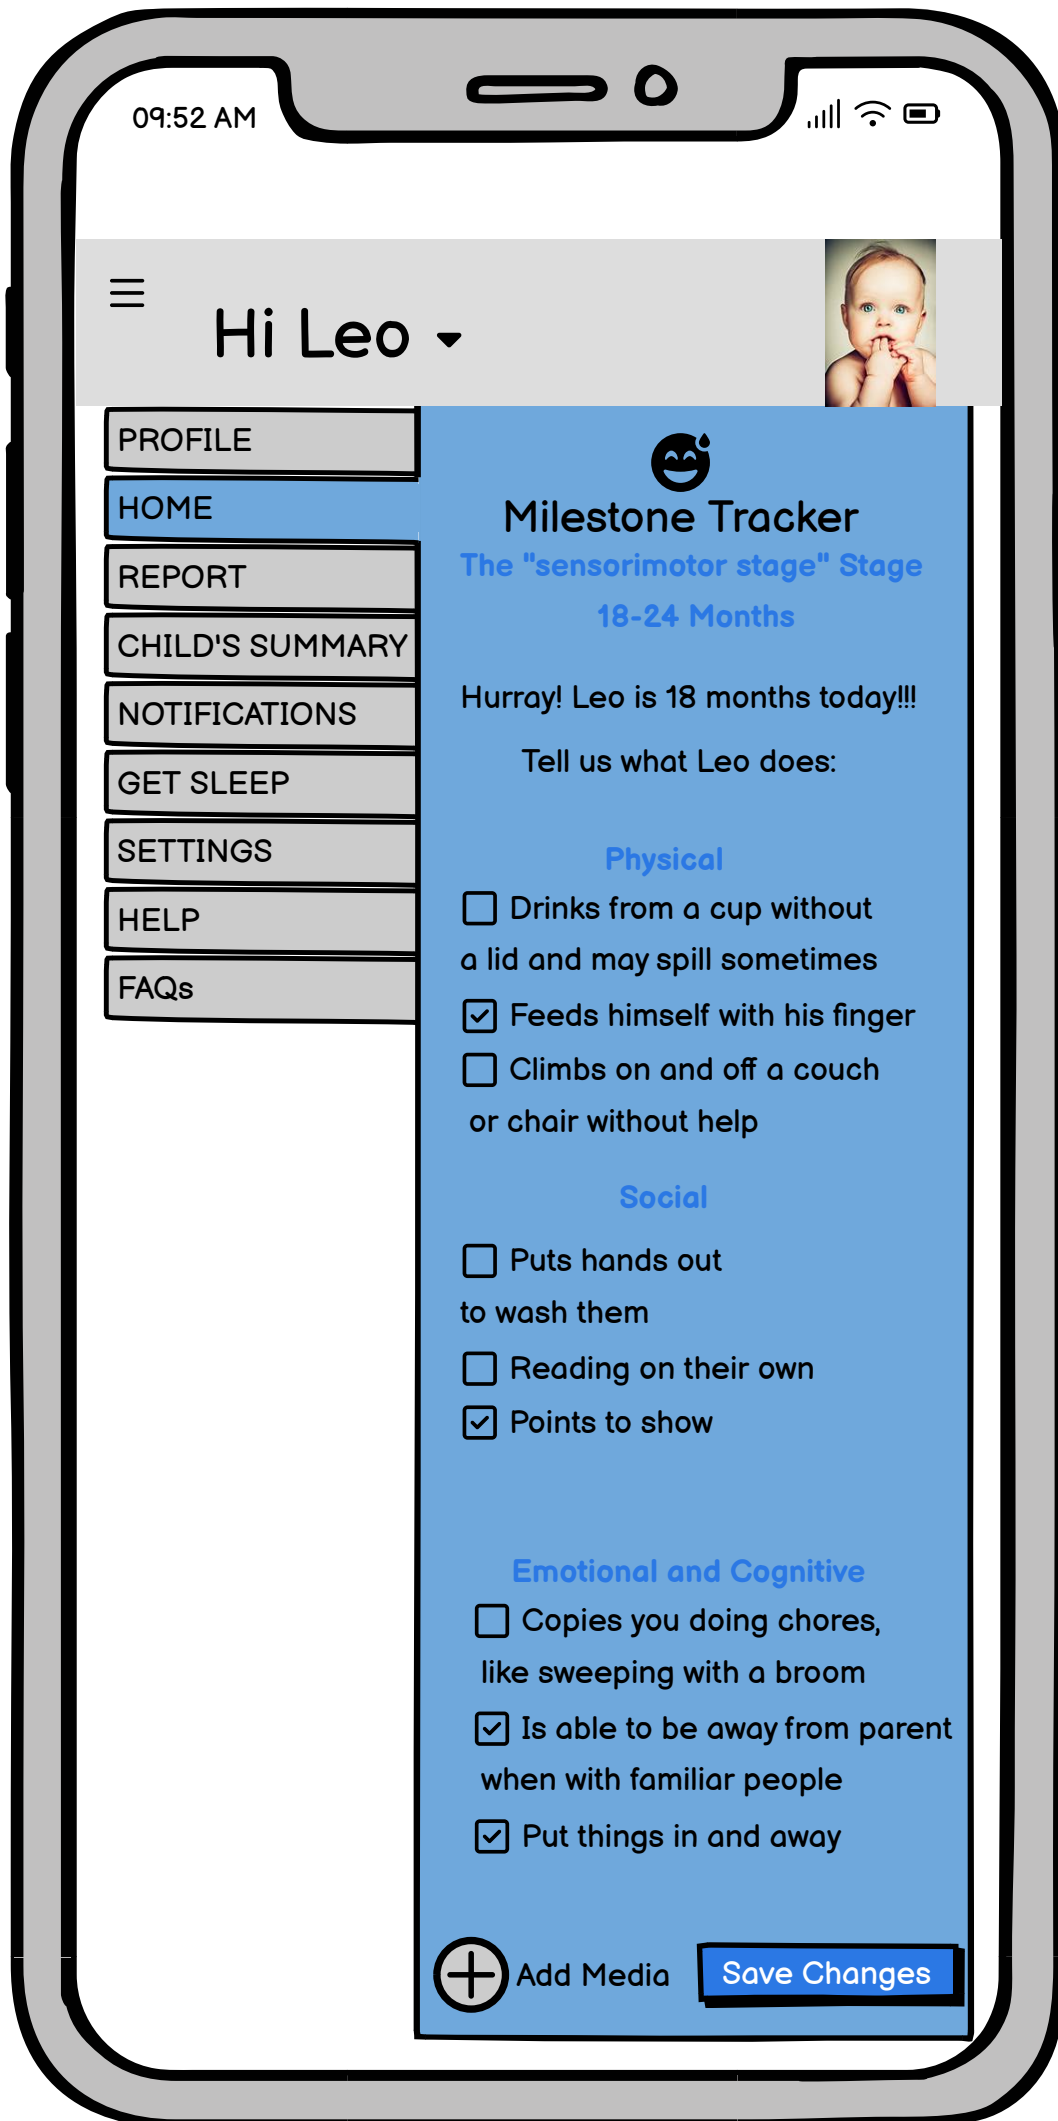 09:52 AM
Hi Leo
PROFILE
HOME
REPORT
CHILD'S SUMMARY
NOTIFICATIONS
GET SLEEP
SETTINGS
HELP
FAQs
Milestone Tracker
The "sensorimotor stage" Stage
18-24 Months
Hurray! Leo is 18 months today!!!
Tell us what Leo does:
Physical
Drinks from a cup without
a lid and may spill sometimes
Feeds himself with his finger
Climbs on and off a couch
or chair without help
Social
Puts hands out
to wash them
Reading on their own
Points to show
Emotional and Cognitive
Copies you doing chores,
like sweeping with a broom
Is able to be away from parent
when with familiar people
Put things in and away
Add Media
Save Changes